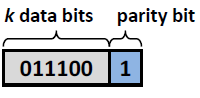 k data bits parity bit
011100 1